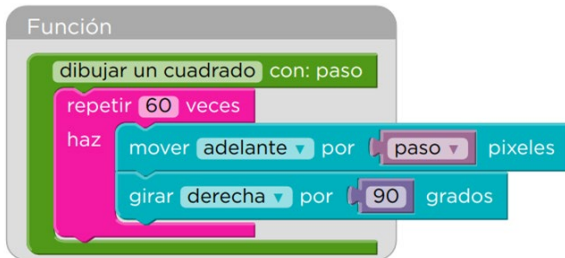 Función
dibujar un cuadrado con: paso
repetir 60 veces
haz
mover adelante por paso pixeles
girar derecha por 90 grados